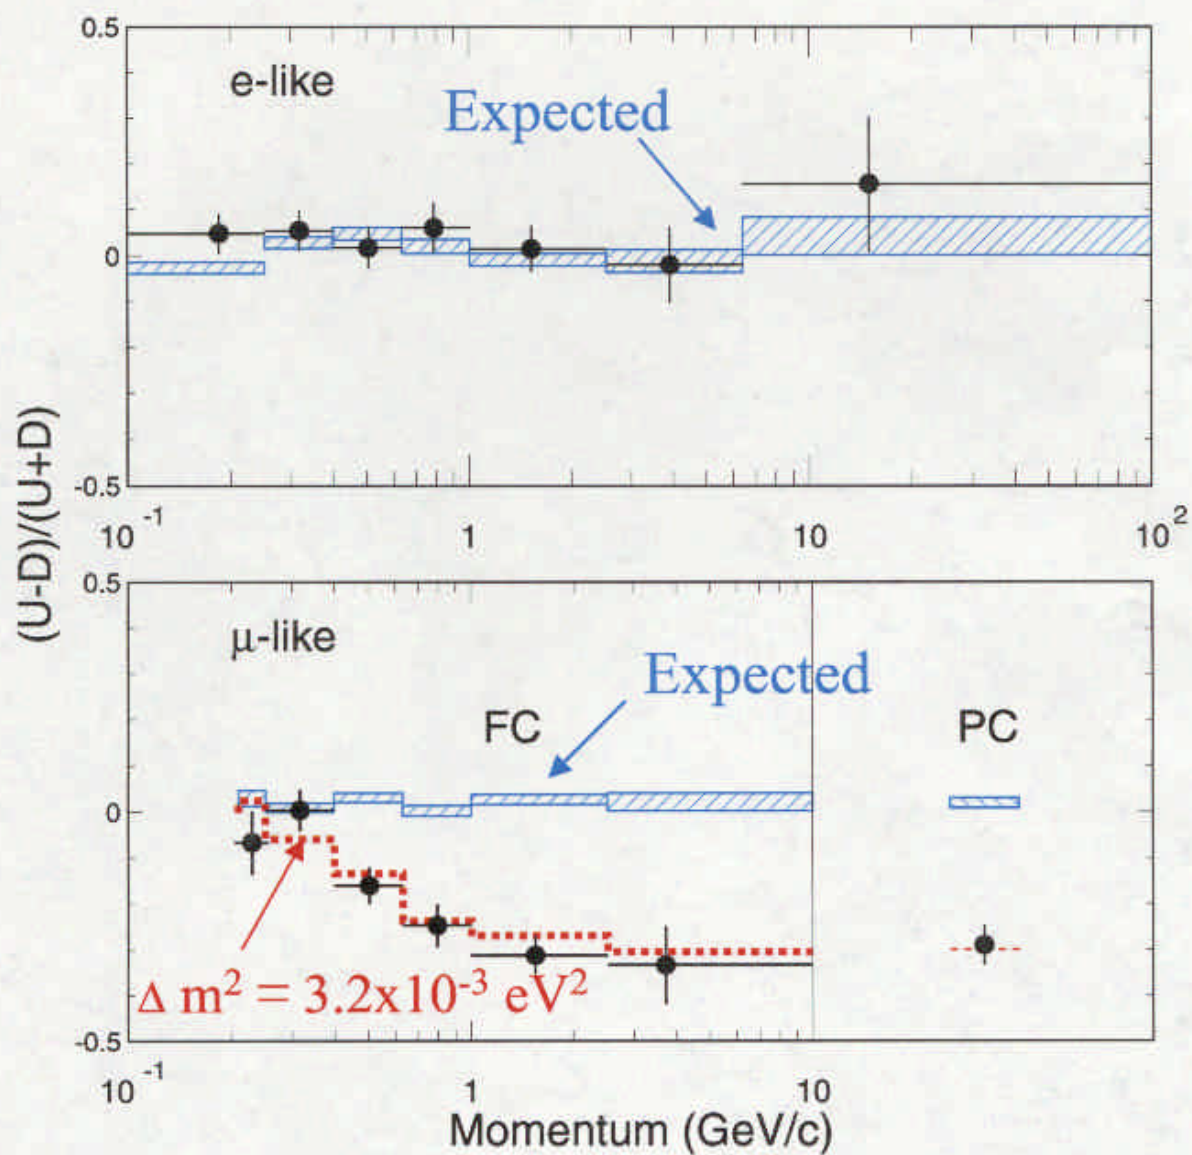 0.5
e-like
Expected
0
-0.5
10⁻¹ 1 10 10²
(U-D)/(U+D)
0.5
μ-like
Expected
FC PC
0
Δ m² = 3.2x10⁻³ eV²
-0.5
10⁻¹ 1 10
Momentum (GeV/c)